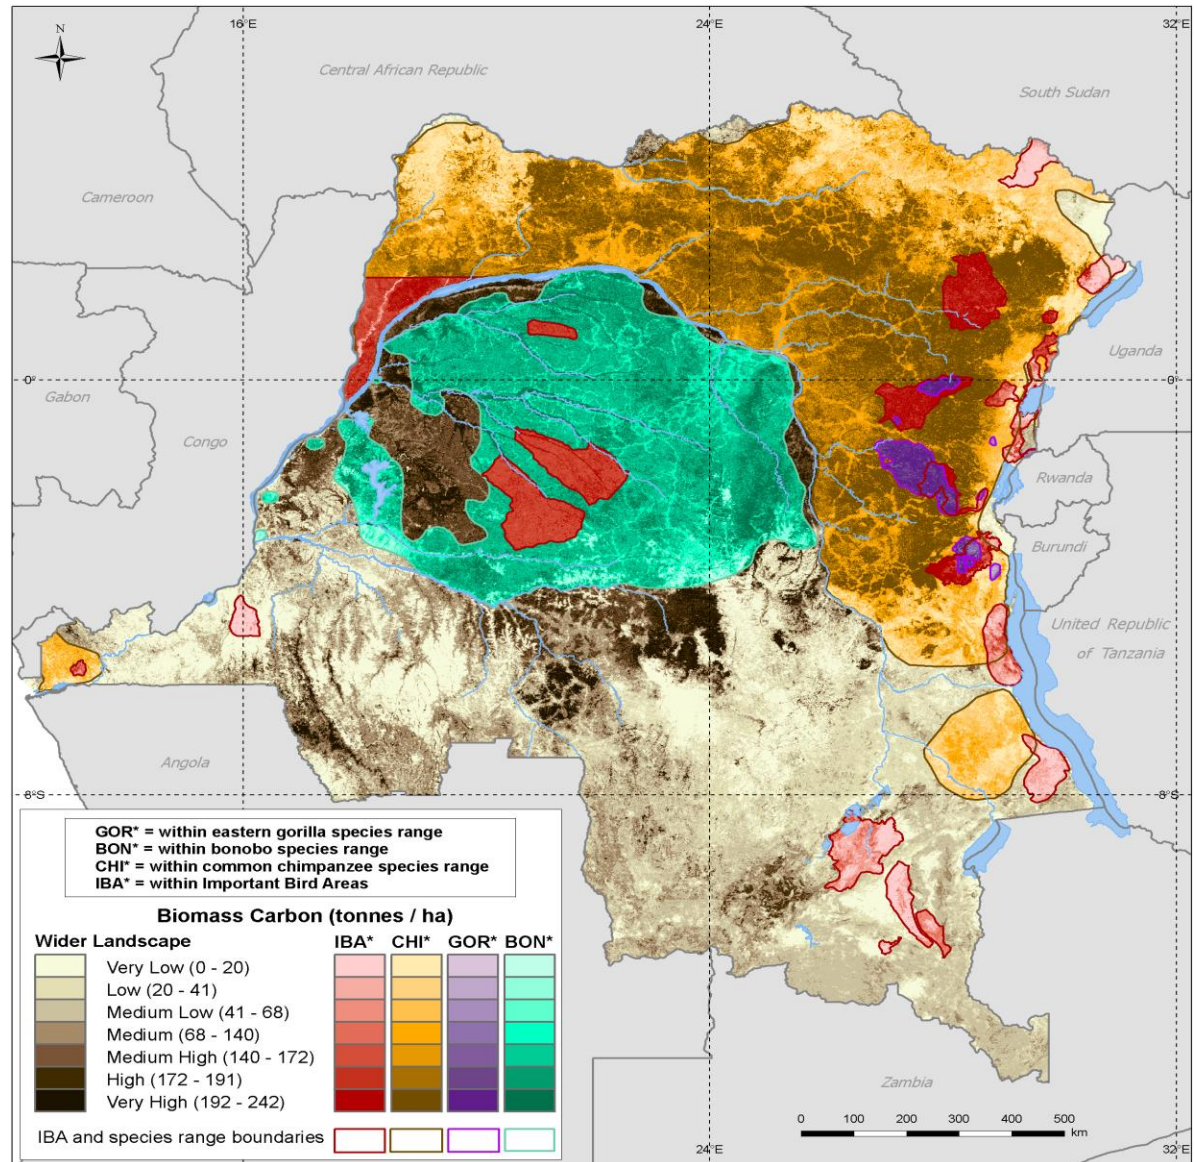 16°E
24°E
32°E
N
Central African Republic
South Sudan
Cameroon
Uganda
0°
0°
Gabon
Congo
Rwanda
Burundi
United Republic
of Tanzania
Angola
8°S
8°S
GOR* = within eastern gorilla species range
BON* = within bonobo species range
CHI* = within common chimpanzee species range
IBA* = within Important Bird Areas
Biomass Carbon (tonnes / ha)
Wider Landscape IBA* CHI* GOR* BON*
Very Low (0 - 20)
Low (20 - 41)
Medium Low (41 - 68)
Medium (68 - 140)
Medium High (140 - 172)
High (172 - 191)
Very High (192 - 242)
IBA and species range boundaries
Zambia
0 100 200 300 400 500
km
24°E
32°E